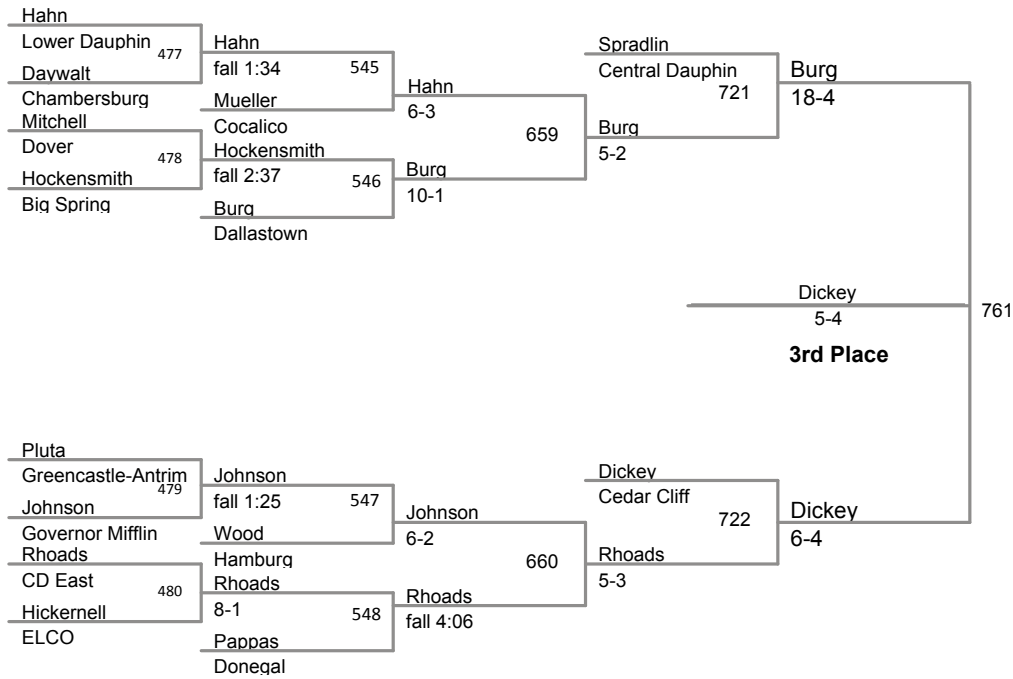 Hahn
Lower Dauphin
477
Daywalt
Chambersburg
Mitchell
Dover
478
Hockensmith
Big Spring
Hahn
fall 1:34
545
Mueller
Cocalico
Hockensmith
fall 2:37
546
Burg
Dallastown
Hahn
6-3
659
Burg
10-1
Spradlin
Central Dauphin
721
Burg
5-2
Burg
18-4
Dickey
5-4
3rd Place
761
Pluta
Greencastle-Antrim
479
Johnson
Governor Mifflin
Rhoads
CD East
480
Hickernell
ELCO
Johnson
fall 1:25
547
Wood
Hamburg
Rhoads
8-1
548
Pappas
Donegal
Johnson
6-2
660
Rhoads
fall 4:06
Dickey
Cedar Cliff
722
Rhoads
5-3
Dickey
6-4